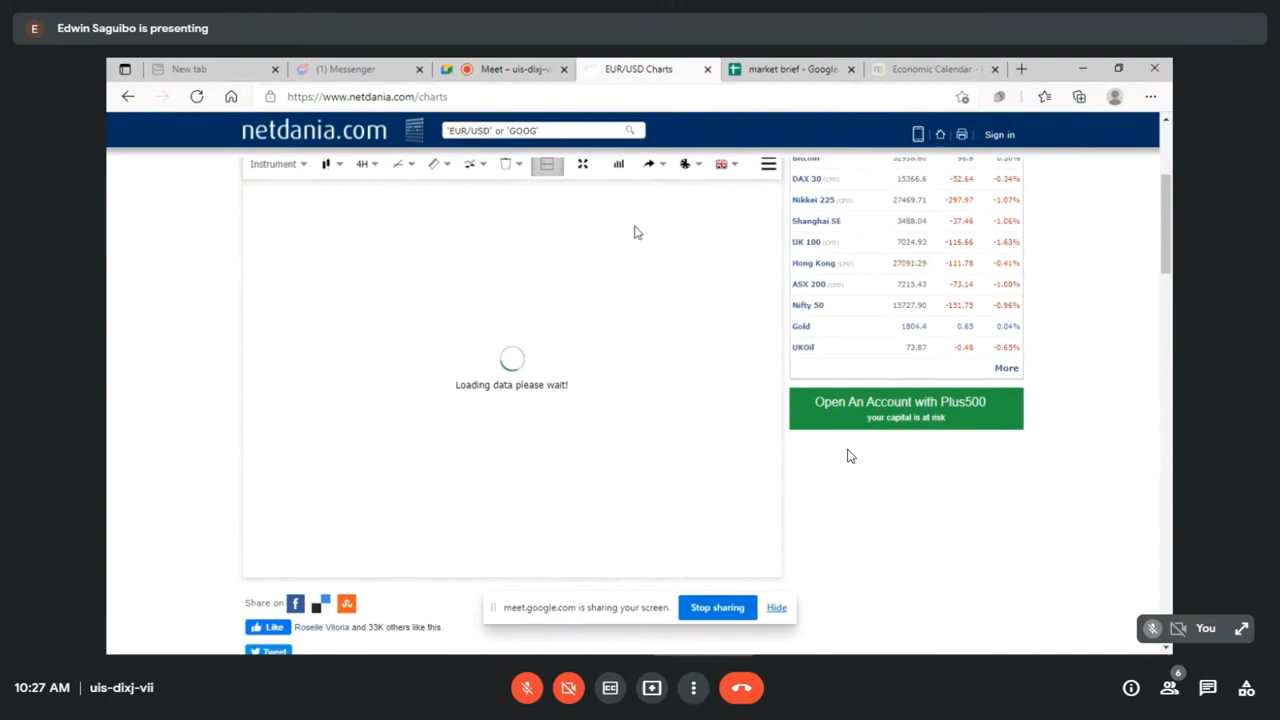 E Edwin Saguibo is presenting
New tab
(1) Messenger
Meet – uis-dixj-v
EUR/USD Charts
market brief - Google
Economic Calendar -
https://www.netdania.com/charts
netdania.com
'EUR/USD' or 'GOOG'
Sign in
Instrument
4H
Bitcoin
DAX 30 (CFD) 15366.6 -52.64 -0.34%
Nikkei 225 (CFD) 27469.71 -297.97 -1.07%
Shanghai SE 3488.04 -37.46 -1.06%
UK 100 (CFD) 7024.93 -116.66 -1.63%
Hong Kong (CFD) 27091.29 -111.78 -0.41%
ASX 200 (CFD) 7215.43 -73.14 -1.00%
Nifty 50 15727.90 -151.75 -0.96%
Gold 1804.4 0.65 0.04%
UKOil 73.87 -0.48 -0.65%
More
Loading data please wait!
Open An Account with Plus500
your capital is at risk
Share on
Like Roselle Viloria and 33K others like this.
Tweet
meet.google.com is sharing your screen. Stop sharing Hide
You
10:27 AM uis-dixj-vii
6